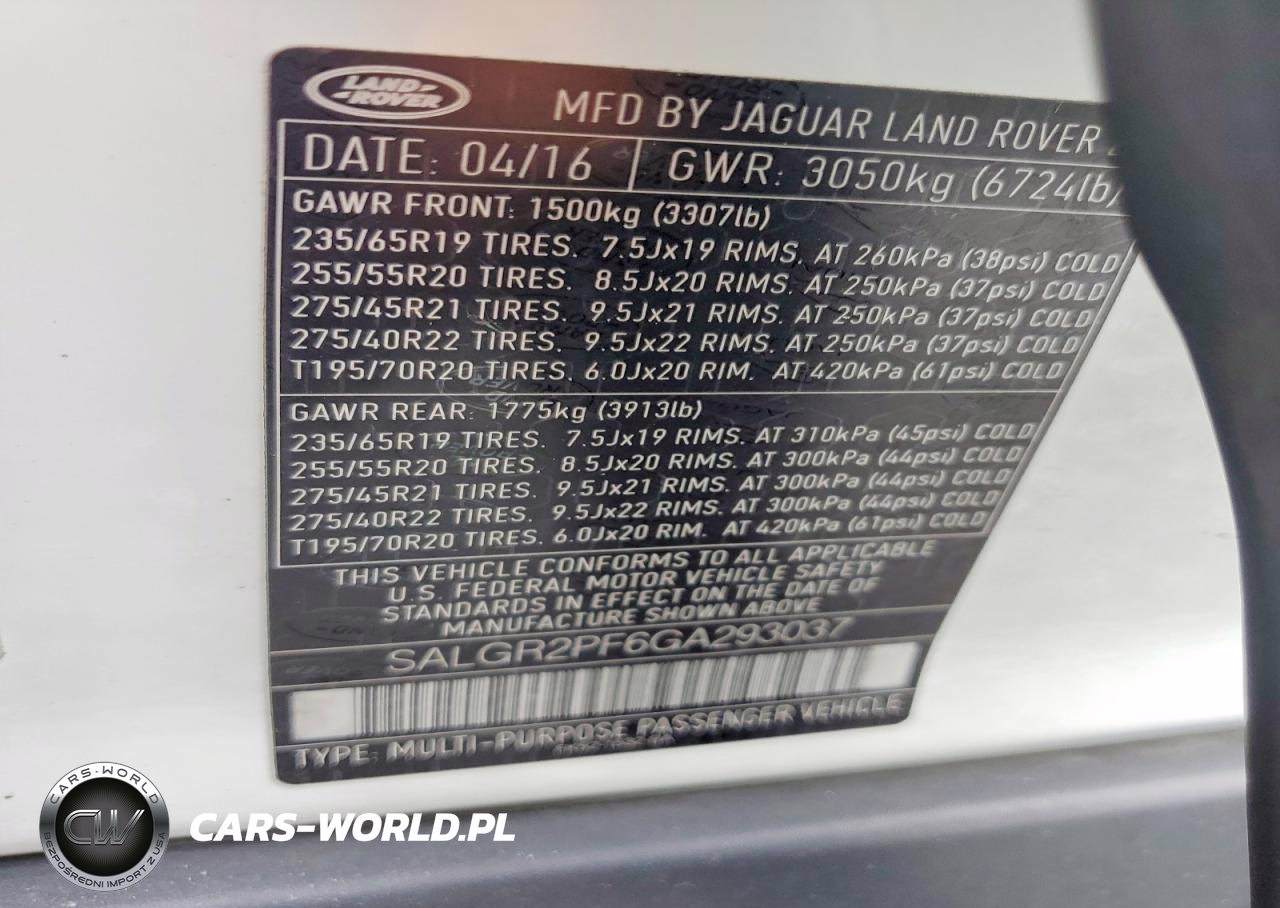 LAND
ROVER
MFD BY JAGUAR LAND ROVER
DATE: 04/16 GWR: 3050kg (6724lb)
GAWR FRONT: 1500kg (3307lb)
235/65R19 TIRES. 7.5Jx19 RIMS. AT 260kPa (38psi) COLD
255/55R20 TIRES. 8.5Jx20 RIMS. AT 250kPa (37psi) COLD
275/45R21 TIRES. 9.5Jx21 RIMS. AT 250kPa (37psi) COLD
275/40R22 TIRES. 9.5Jx22 RIMS. AT 250kPa (37psi) COLD
T195/70R20 TIRES. 6.0Jx20 RIM. AT 420kPa (61psi) COLD
GAWR REAR: 1775kg (3913lb)
235/65R19 TIRES. 7.5Jx19 RIMS. AT 310kPa (45psi) COLD
255/55R20 TIRES. 8.5Jx20 RIMS. AT 300kPa (44psi) COLD
275/45R21 TIRES. 9.5Jx21 RIMS. AT 300kPa (44psi) COLD
275/40R22 TIRES. 9.5Jx22 RIMS. AT 300kPa (44psi) COLD
T195/70R20 TIRES. 6.0Jx20 RIM. AT 420kPa (61psi) COLD
THIS VEHICLE CONFORMS TO ALL APPLICABLE
U.S. FEDERAL MOTOR VEHICLE SAFETY
STANDARDS IN EFFECT ON THE DATE OF
MANUFACTURE SHOWN ABOVE
SALGR2PF6GA293037
TYPE: MULTI-PURPOSE PASSENGER VEHICLE
CARS-WORLD
CW
BEZPOŚREDNI IMPORT Z USA
CARS-WORLD.PL